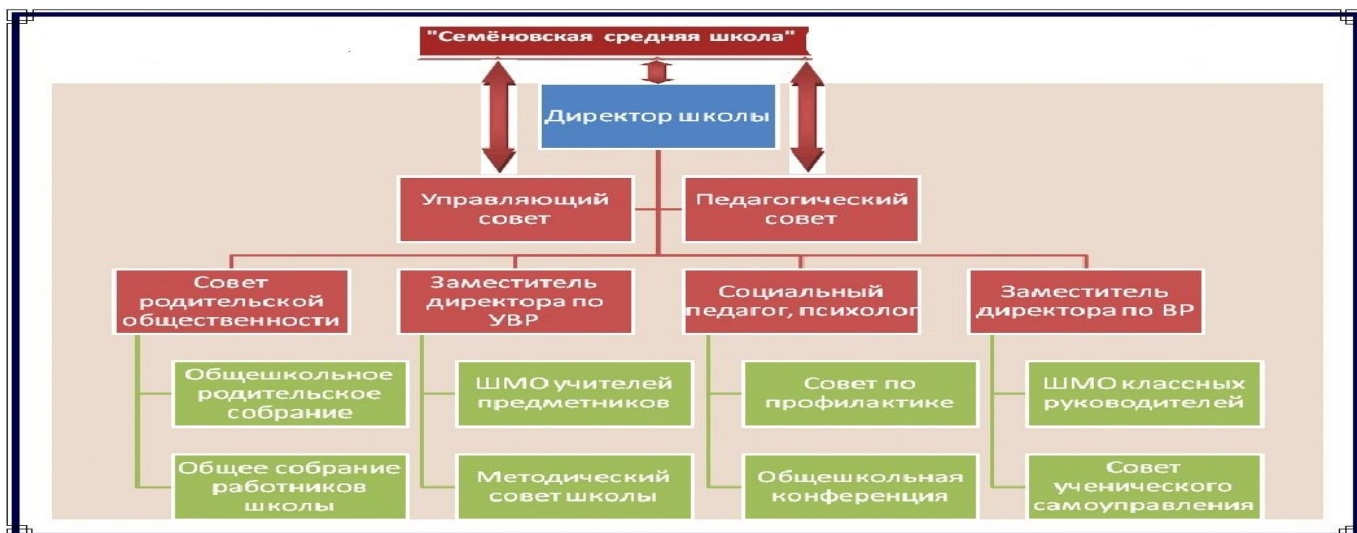 "Семёновская средняя школа"
Директор школы
Управляющий
совет
Педагогический
совет
Совет
родительской
общественности
Заместитель
директора по
УВР
Социальный
педагог, психолог
Заместитель
директора по ВР
Общешкольное
родительское
собрание
ШМО учителей
предметников
Совет по
профилактике
ШМО классных
руководителей
Общее собрание
работников
школы
Методический
совет школы
Общешкольная
конференция
Совет
ученического
самоуправления